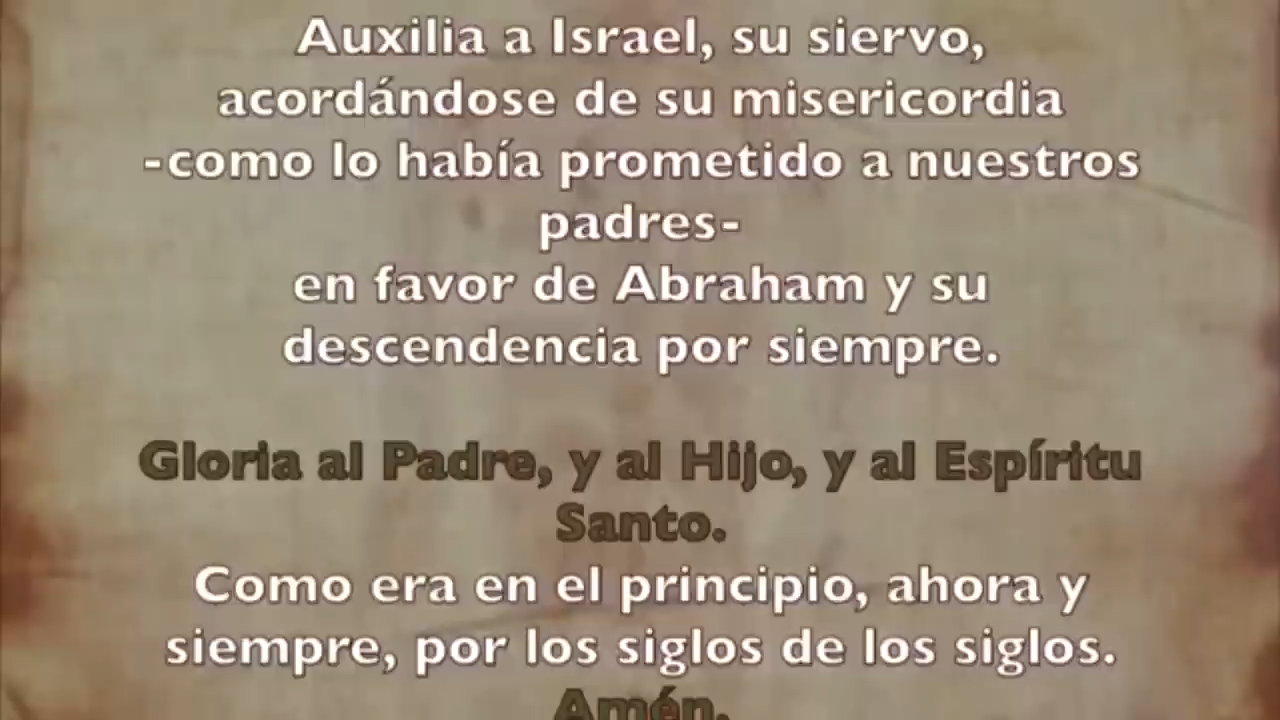 Auxilia a Israel, su siervo,
acordándose de su misericordia
-como lo había prometido a nuestros
padres-
en favor de Abraham y su
descendencia por siempre.
Gloria al Padre, y al Hijo, y al Espíritu
Santo.
Como era en el principio, ahora y
siempre, por los siglos de los siglos.
Amén.